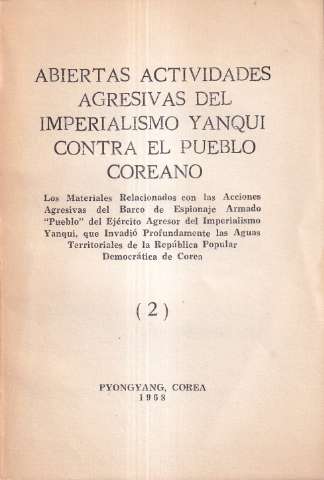 ABIERTAS ACTIVIDADES
AGRESIVAS DEL
IMPERIALISMO YANQUI
CONTRA EL PUEBLO
COREANO
Los Materiales Relacionados con las Acciones
Agresivas del Barco de Espionaje Armado
"Pueblo" del Ejército Agresor del Imperialismo
Yanqui, que Invadió Profundamente las Aguas
Territoriales de la República Popular
Democrática de Corea
(2)
PYONGYANG, COREA
1968